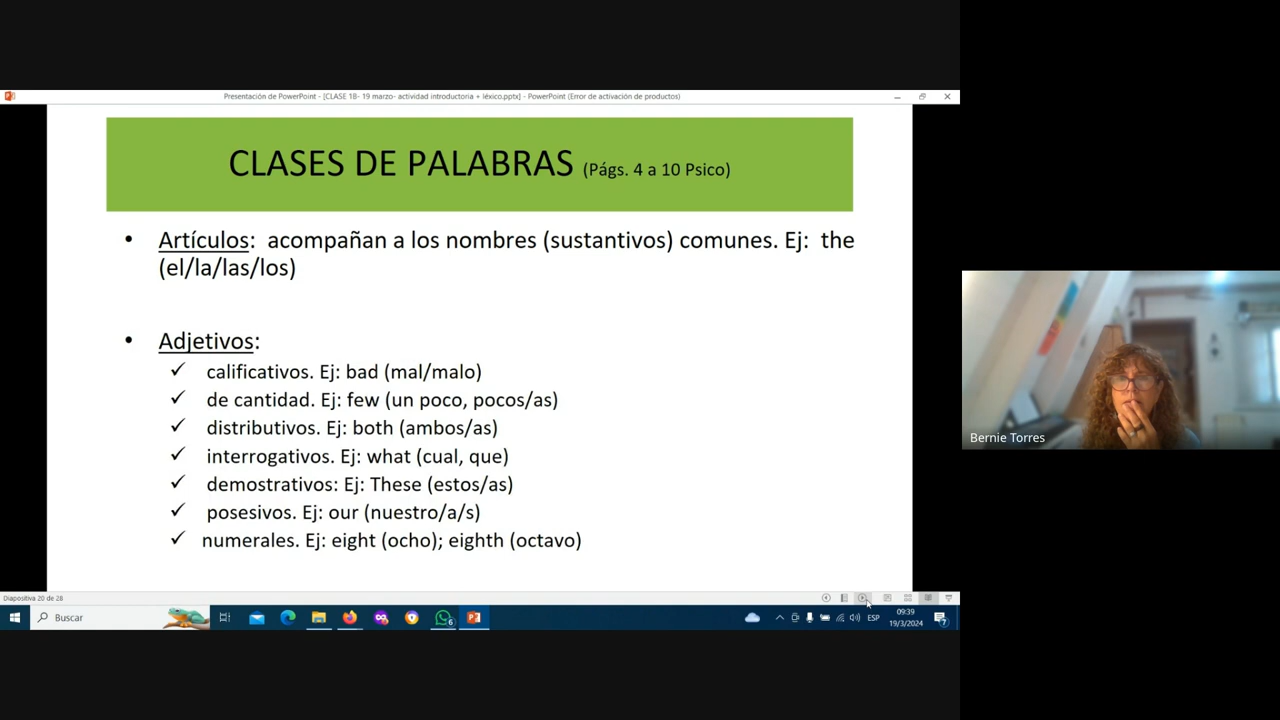 Presentación de PowerPoint - [CLASE 1B- 19 marzo- actividad introductoria + léxico.pptx] - PowerPoint (Error de activación de productos)
CLASES DE PALABRAS (Págs. 4 a 10 Psico)
• Artículos: acompañan a los nombres (sustantivos) comunes. Ej: the
(el/la/las/los)
• Adjetivos:
✓ calificativos. Ej: bad (mal/malo)
✓ de cantidad. Ej: few (un poco, pocos/as)
✓ distributivos. Ej: both (ambos/as)
✓ interrogativos. Ej: what (cual, que)
✓ demostrativos: Ej: These (estos/as)
✓ posesivos. Ej: our (nuestro/a/s)
✓ numerales. Ej: eight (ocho); eighth (octavo)
Bernie Torres
Diapositiva 20 de 28
Buscar
6
ESP
09:39
19/3/2024
7